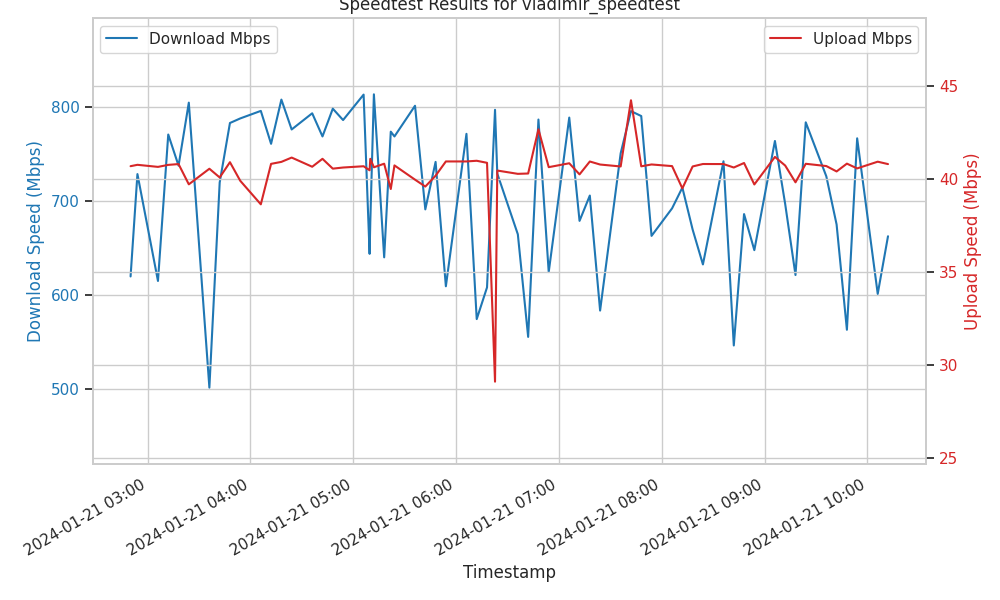 Speedtest Results for vladimir_speedtest
Download Mbps
Upload Mbps
800
700
600
500
Download Speed (Mbps)
45
40
35
30
25
Upload Speed (Mbps)
2024-01-21 03:00
2024-01-21 04:00
2024-01-21 05:00
2024-01-21 06:00
2024-01-21 07:00
2024-01-21 08:00
2024-01-21 09:00
2024-01-21 10:00
Timestamp